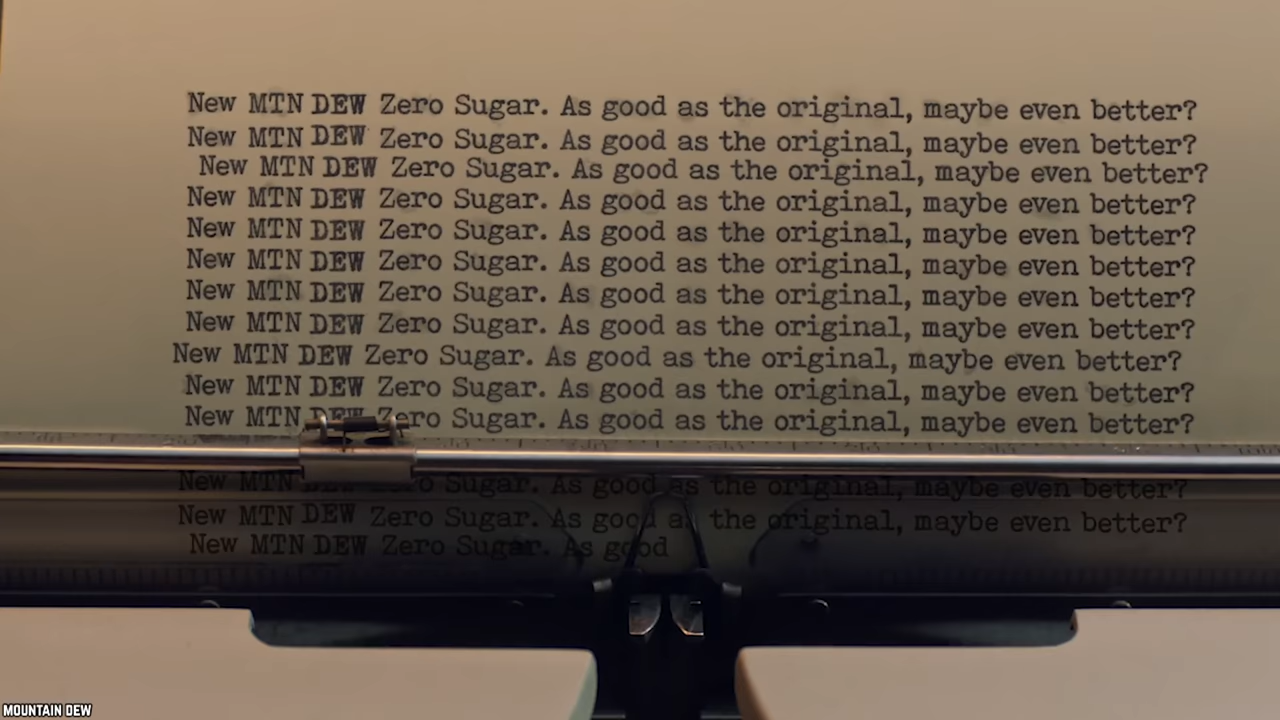 New MTN DEW Zero Sugar. As good as the original, maybe even better?
New MTN DEW Zero Sugar. As good as the original, maybe even better?
New MTN DEW Zero Sugar. As good as the original, maybe even better?
New MTN DEW Zero Sugar. As good as the original, maybe even better?
New MTN DEW Zero Sugar. As good as the original, maybe even better?
New MTN DEW Zero Sugar. As good as the original, maybe even better?
New MTN DEW Zero Sugar. As good as the original, maybe even better?
New MTN DEW Zero Sugar. As good as the original, maybe even better?
New MTN DEW Zero Sugar. As good as the original, maybe even better?
New MTN DEW Zero Sugar. As good as the original, maybe even better?
New MTN DEW Zero Sugar. As good as the original, maybe even better?
New MTN Sugar. As good as the original, maybe even better?
New MTN DEW Zero Sugar. As good as the original, maybe even better?
New MTN DEW Zero Sugar. As good
MOUNTAIN DEW